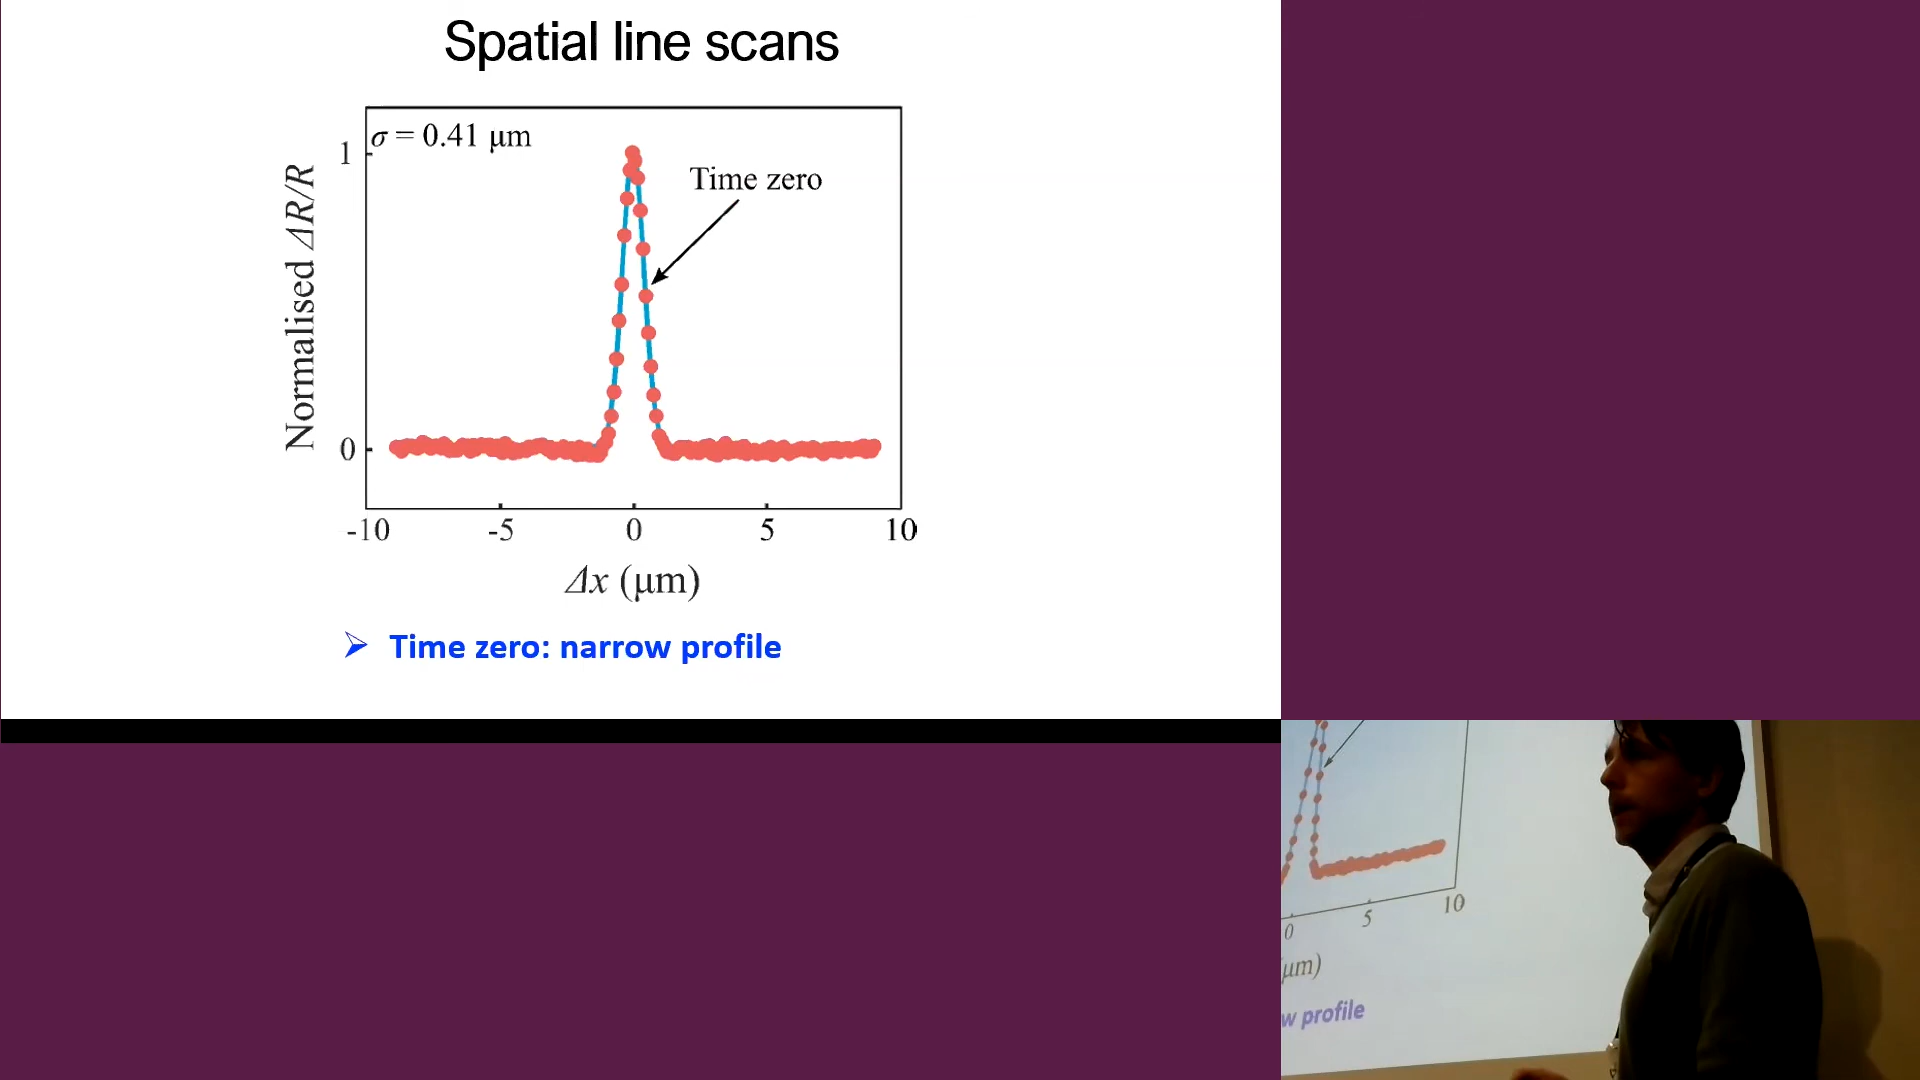 Spatial line scans
σ = 0.41 μm
Time zero
Normalised ΔR/R
1
0
-10 -5 0 5 10
Δx (μm)
Time zero: narrow profile
0 5 10
μm)
w profile